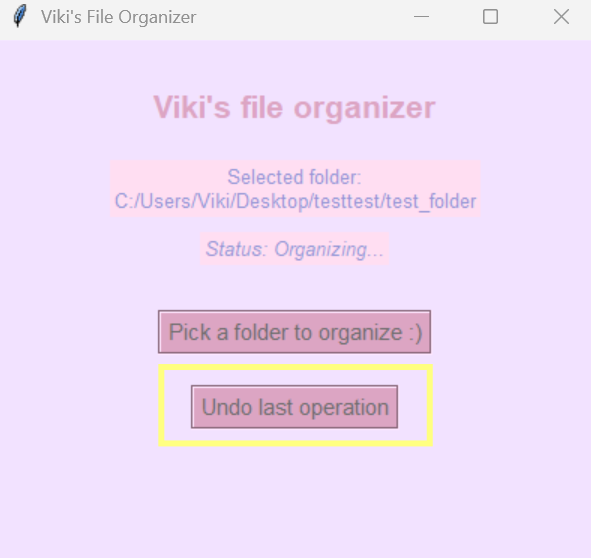 Viki's File Organizer
Viki's file organizer
Selected folder:
C:/Users/Viki/Desktop/testtest/test_folder
Status: Organizing...
Pick a folder to organize :)
Undo last operation